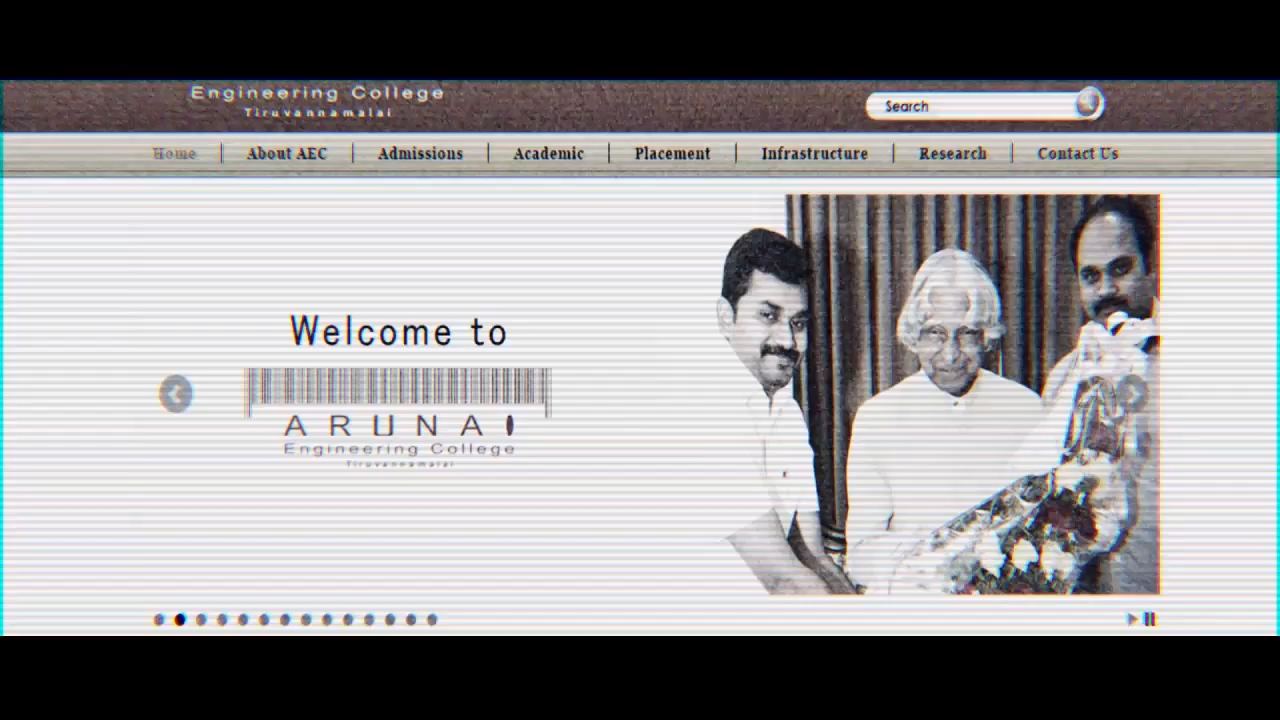 Engineering College
Tiruvannamalai
Search
Home
About AEC
Admissions
Academic
Placement
Infrastructure
Research
Contact Us
Welcome to
ARUNAI
Engineering College
Tiruvannamalai